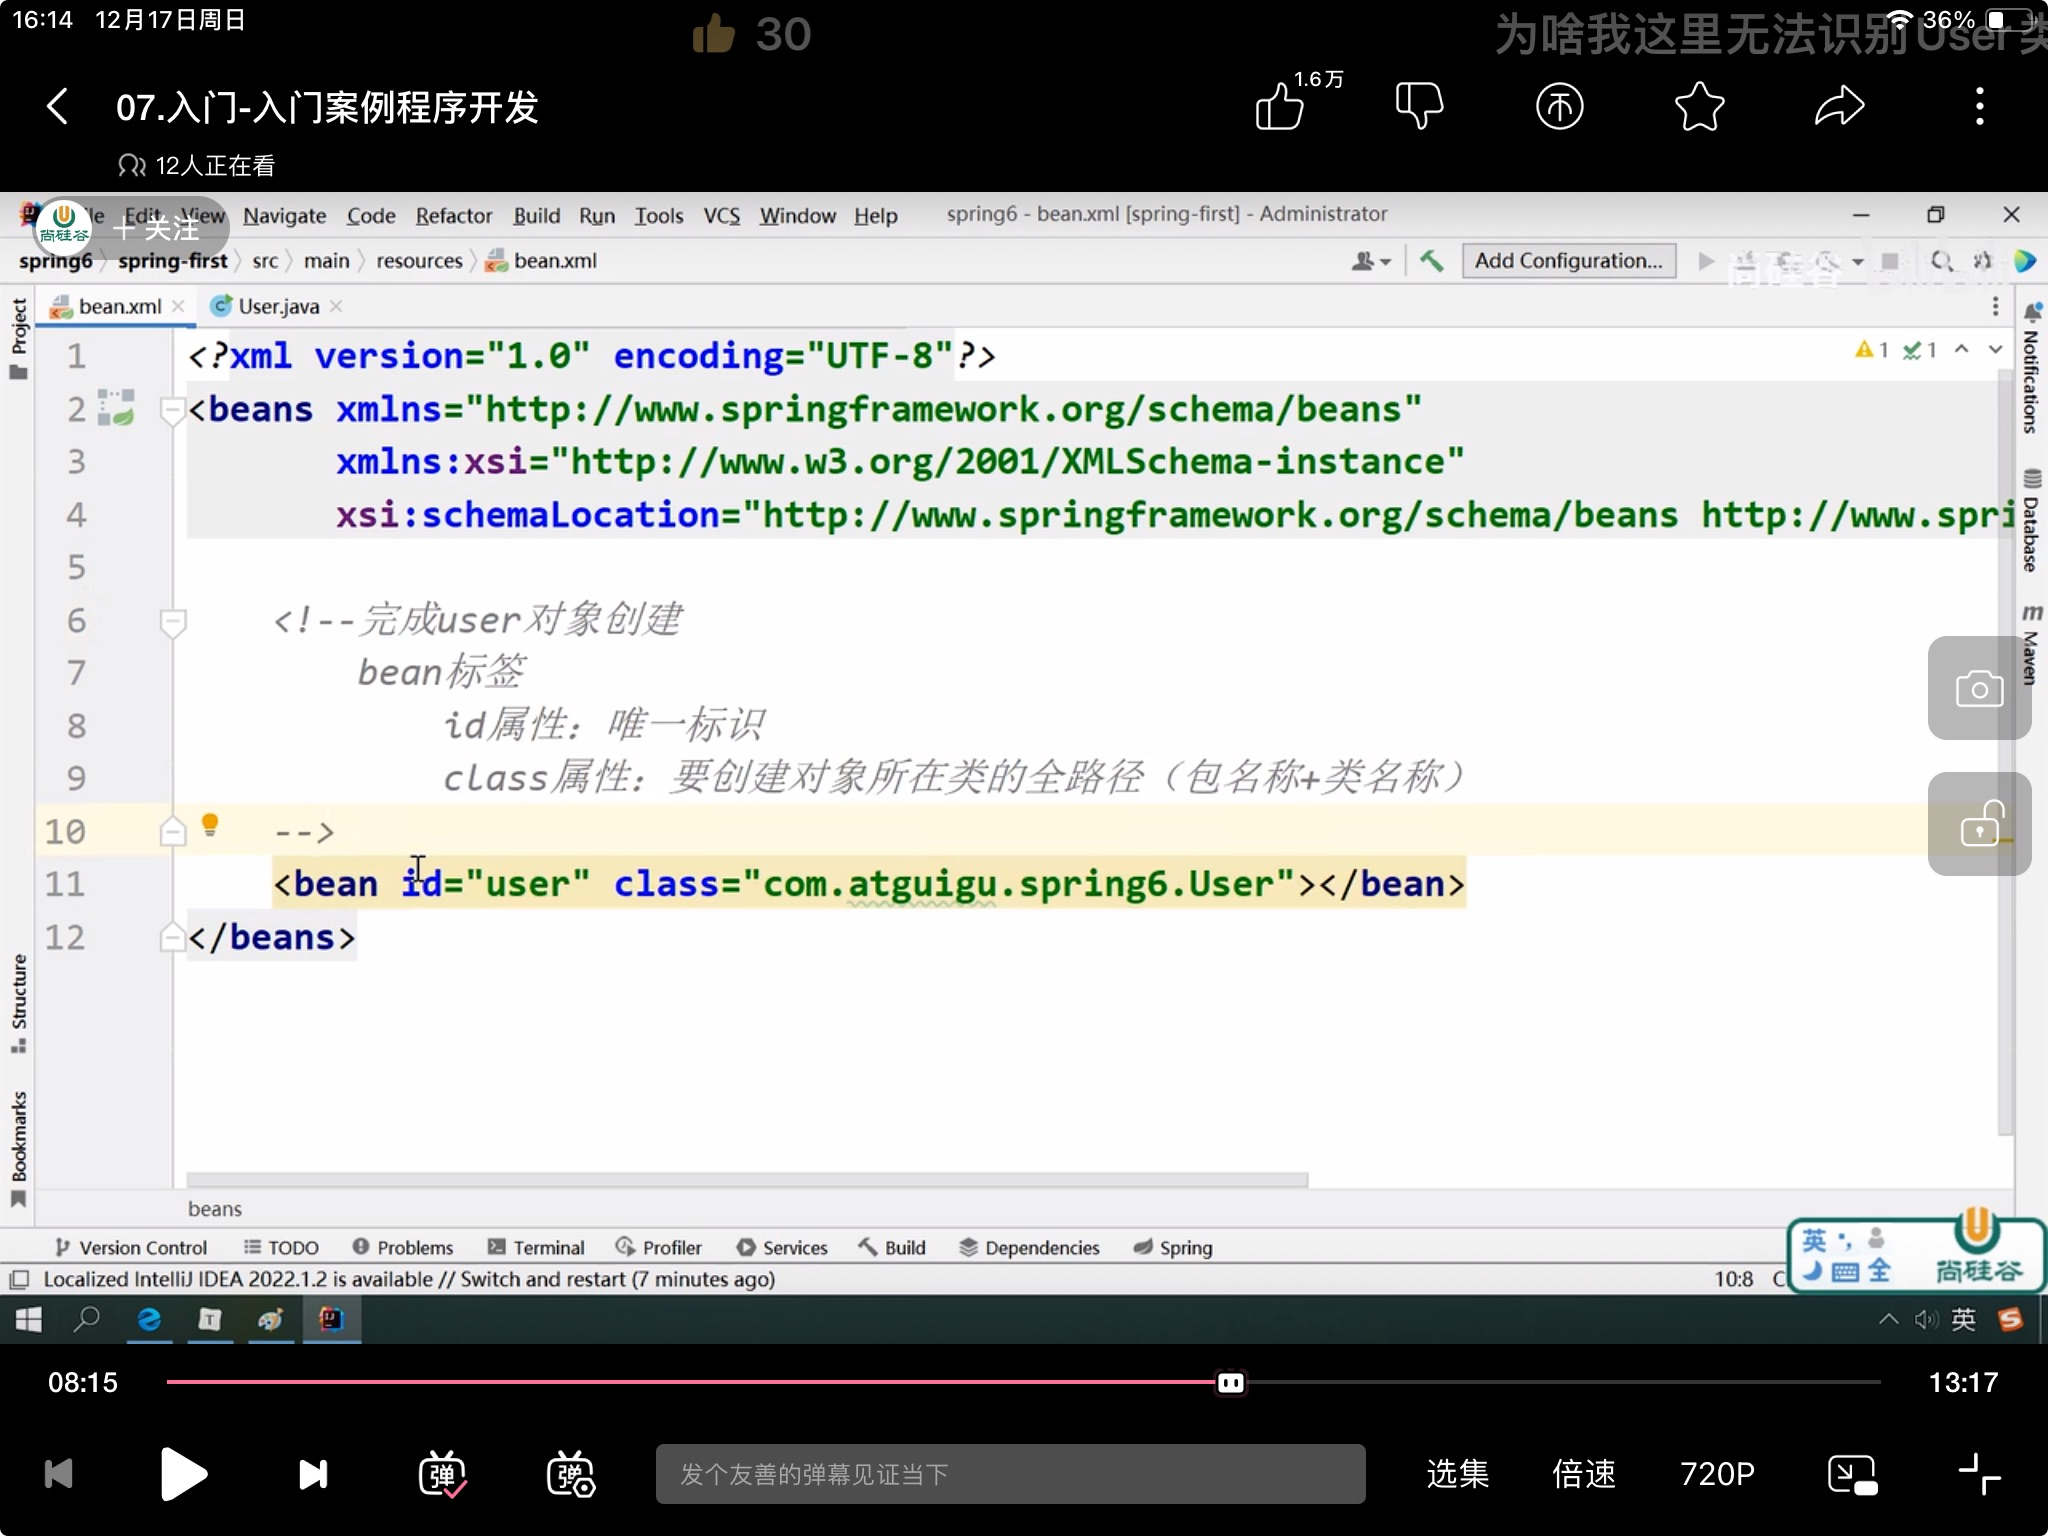 16:14 12月17日周日
30
为啥我这里无法识别User类
36%
07.入门-入门案例程序开发
1.6万
12人正在看
尚硅谷
+ 关注
Edit View Navigate Code Refactor Build Run Tools VCS Window Help
spring6 - bean.xml [spring-first] - Administrator
spring6 spring-first src main resources bean.xml
Add Configuration...
尚硅谷
Project
bean.xml
User.java
Notifications
1 <?xml version="1.0" encoding="UTF-8"?>
1 1
2 <beans xmlns="http://www.springframework.org/schema/beans"
3 xmlns:xsi="http://www.w3.org/2001/XMLSchema-instance"
4 xsi:schemaLocation="http://www.springframework.org/schema/beans http://www.spri
Database
5
6 <!--完成user对象创建
m Maven
7 bean标签
8 id属性：唯一标识
9 class属性：要创建对象所在类的全路径（包名称+类名称）
10 -->
11 <bean id="user" class="com.atguigu.spring6.User"></bean>
12 </beans>
Structure
Bookmarks
beans
Version Control TODO Problems Terminal Profiler Services Build Dependencies Spring
英
全
尚硅谷
Localized IntelliJ IDEA 2022.1.2 is available // Switch and restart (7 minutes ago)
10:8
英
08:15
13:17
弹
弹
发个友善的弹幕见证当下
选集
倍速
720P